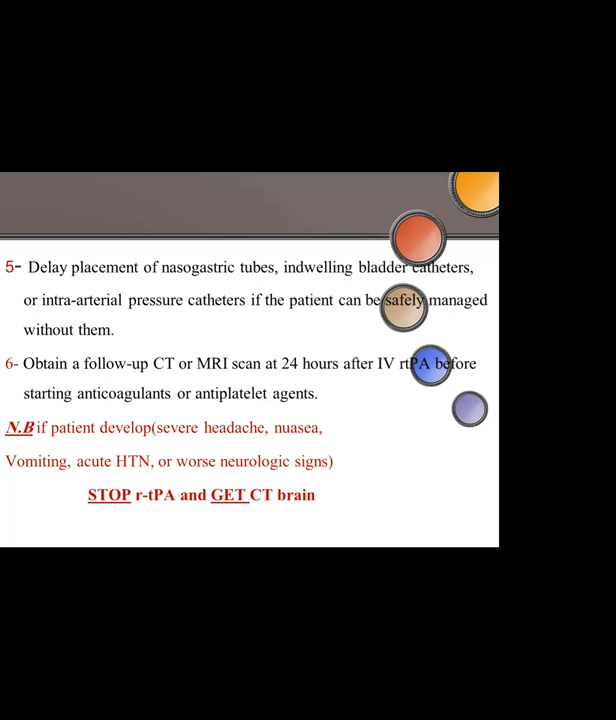 5- Delay placement of nasogastric tubes, indwelling bladder catheters,
or intra-arterial pressure catheters if the patient can be safely managed
without them.
6- Obtain a follow-up CT or MRI scan at 24 hours after IV rtPA before
starting anticoagulants or antiplatelet agents.
N.B if patient develop(severe headache, nuasea,
Vomiting, acute HTN, or worse neurologic signs)
STOP r-tPA and GET CT brain